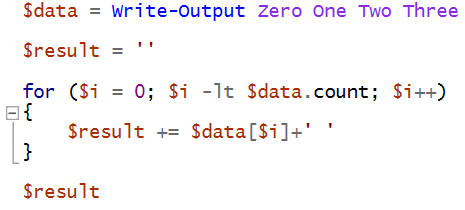 $data = Write-Output Zero One Two Three
$result = ''
for ($i = 0; $i -lt $data.count; $i++)
{
    $result += $data[$i]+' '
}
$result